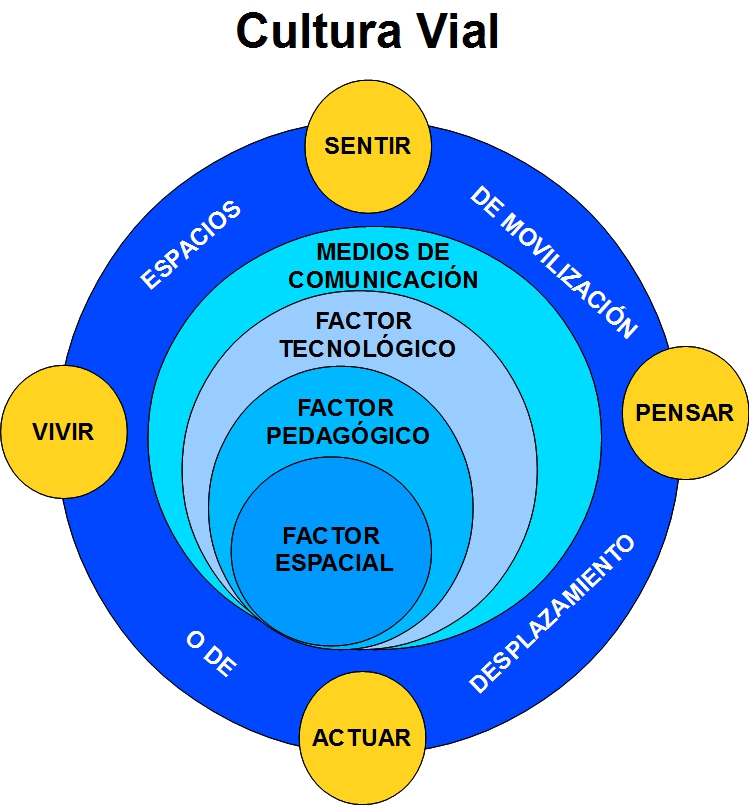 Cultura Vial
SENTIR
ESPACIOS
DE MOVILIZACIÓN
MEDIOS DE
COMUNICACIÓN
FACTOR
TECNOLÓGICO
FACTOR
PEDAGÓGICO
FACTOR
ESPACIAL
VIVIR
PENSAR
O DE
DESPLAZAMIENTO
ACTUAR